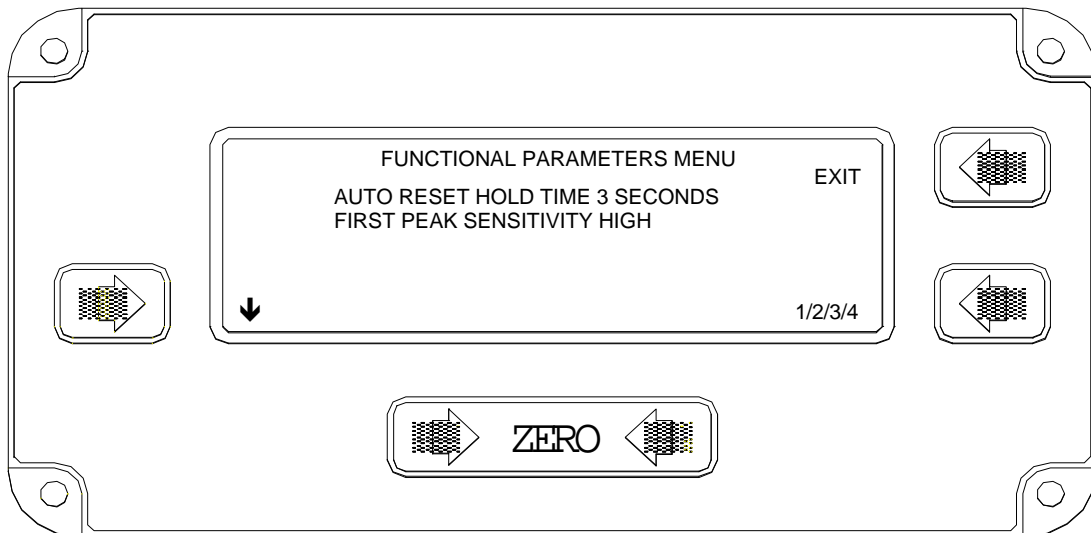 FUNCTIONAL PARAMETERS MENU
EXIT
AUTO RESET HOLD TIME 3 SECONDS
FIRST PEAK SENSITIVITY HIGH
1/2/3/4
ZERO